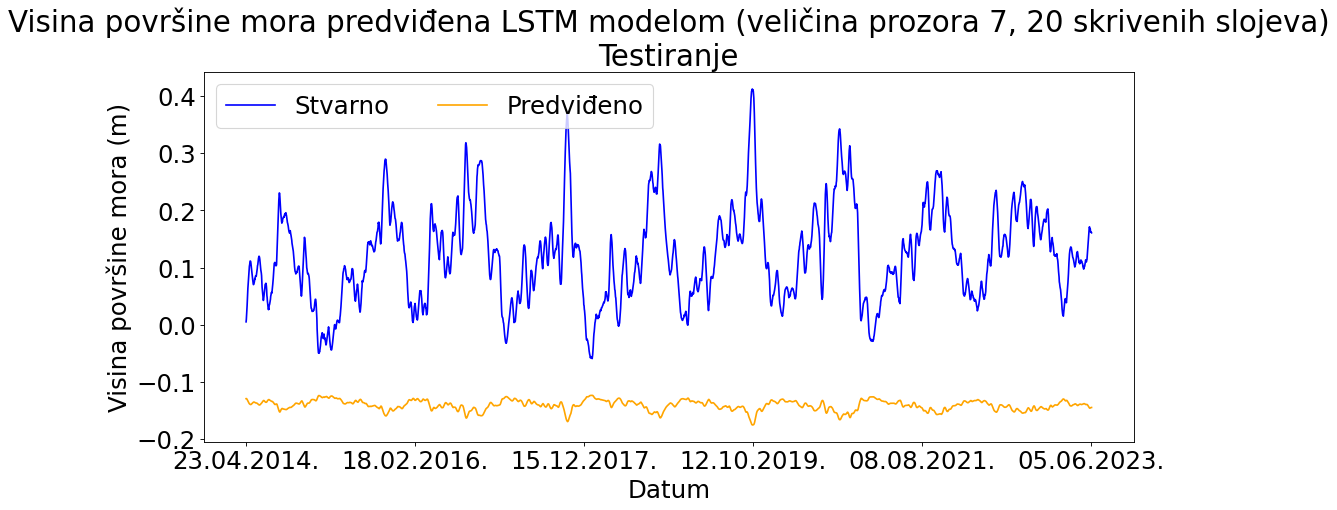 Visina površine mora predviđena LSTM modelom (veličina prozora 7, 20 skrivenih slojeva)
Testiranje
Stvarno Predviđeno
Visina površine mora (m)
0.4
0.3
0.2
0.1
0.0
−0.1
−0.2
23.04.2014. 18.02.2016. 15.12.2017. 12.10.2019. 08.08.2021. 05.06.2023.
Datum